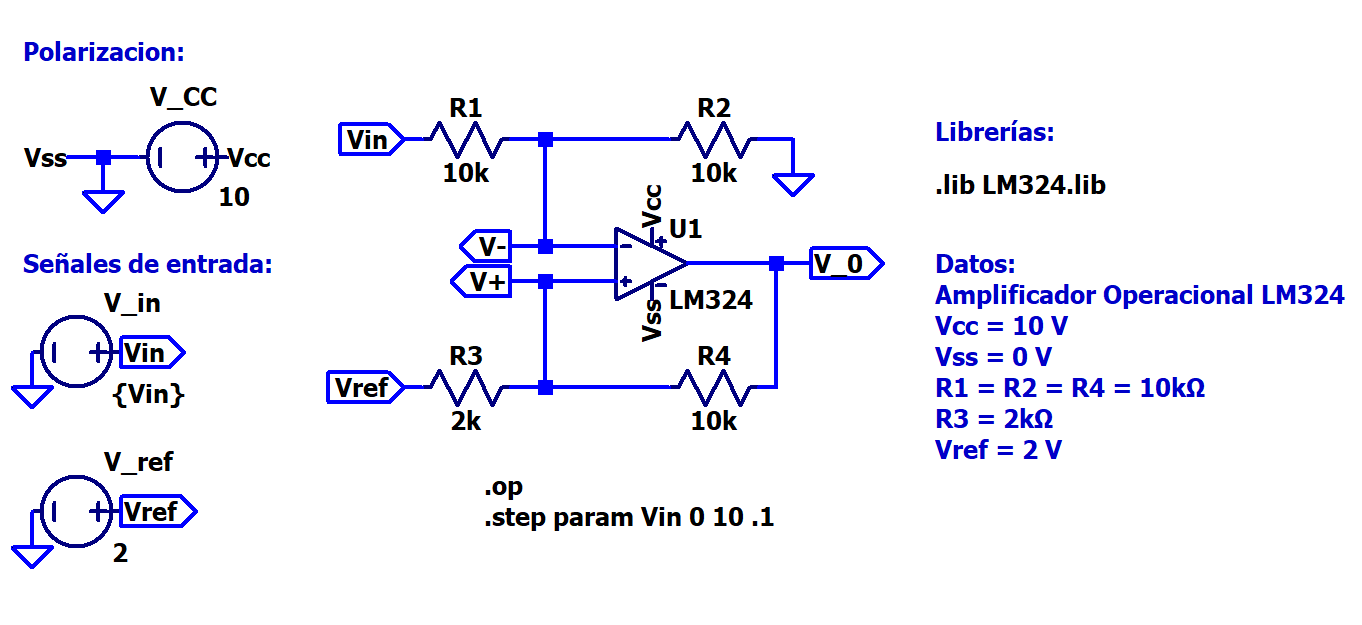 Polarizacion:
V_CC
Vss
Vcc
10
Señales de entrada:
V_in
Vin
{Vin}
V_ref
Vref
2
R1
R2
Vin
10k
10k
Vcc
U1
V-
V+
V_0
LM324
Vss
R3
R4
Vref
2k
10k
.op
.step param Vin 0 10 .1
Librerías:
.lib LM324.lib
Datos:
Amplificador Operacional LM324
Vcc = 10 V
Vss = 0 V
R1 = R2 = R4 = 10kΩ
R3 = 2kΩ
Vref = 2 V